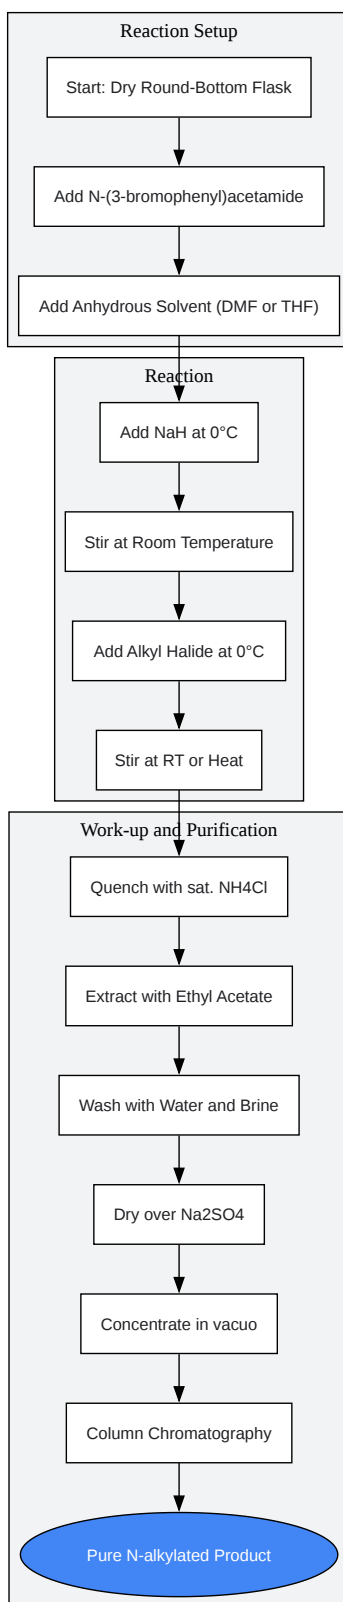 Reaction Setup
Start: Dry Round-Bottom Flask
Add N-(3-bromophenyl)acetamide
Add Anhydrous Solvent (DMF or THF)
Reaction
Add NaH at 0°C
Stir at Room Temperature
Add Alkyl Halide at 0°C
Stir at RT or Heat
Work-up and Purification
Quench with sat. NH4Cl
Extract with Ethyl Acetate
Wash with Water and Brine
Dry over Na2SO4
Concentrate in vacuo
Column Chromatography
Pure N-alkylated Product